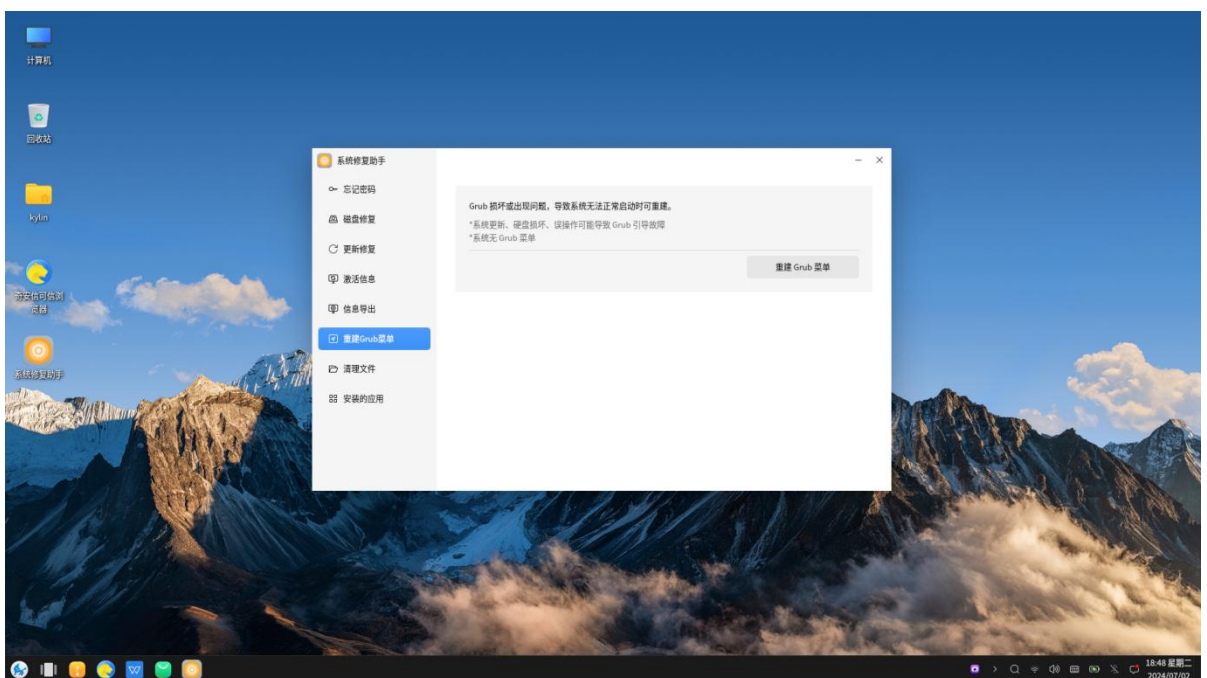 计算机
回收站
kylin
奇安信可信浏
览器
系统修复助手
系统修复助手
忘记密码
磁盘修复
更新修复
激活信息
信息导出
重建Grub菜单
清理文件
安装的应用
Grub 损坏或出现问题，导致系统无法正常启动时可重建。
*系统更新、硬盘损坏、误操作可能导致 Grub 引导故障
*系统无 Grub 菜单
重建 Grub 菜单
18:48 星期二
2024/07/02